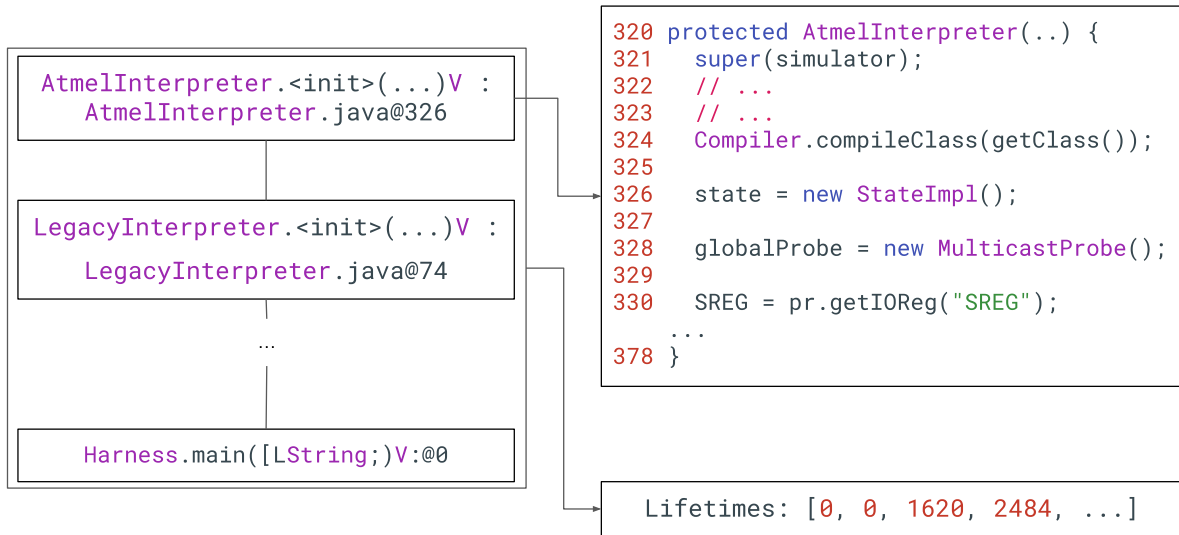 AtmelInterpreter.<init>(...)V :
AtmelInterpreter.java@326
LegacyInterpreter.<init>(...)V :
LegacyInterpreter.java@74
...
Harness.main([LString;)V:@0
320 protected AtmelInterpreter(..) {
321   super(simulator);
322   // ...
323   // ...
324   Compiler.compileClass(getClass());
325
326   state = new StateImpl();
327
328   globalProbe = new MulticastProbe();
329
330   SREG = pr.getIOReg("SREG");
    ...
378 }
Lifetimes: [0, 0, 1620, 2484, ...]